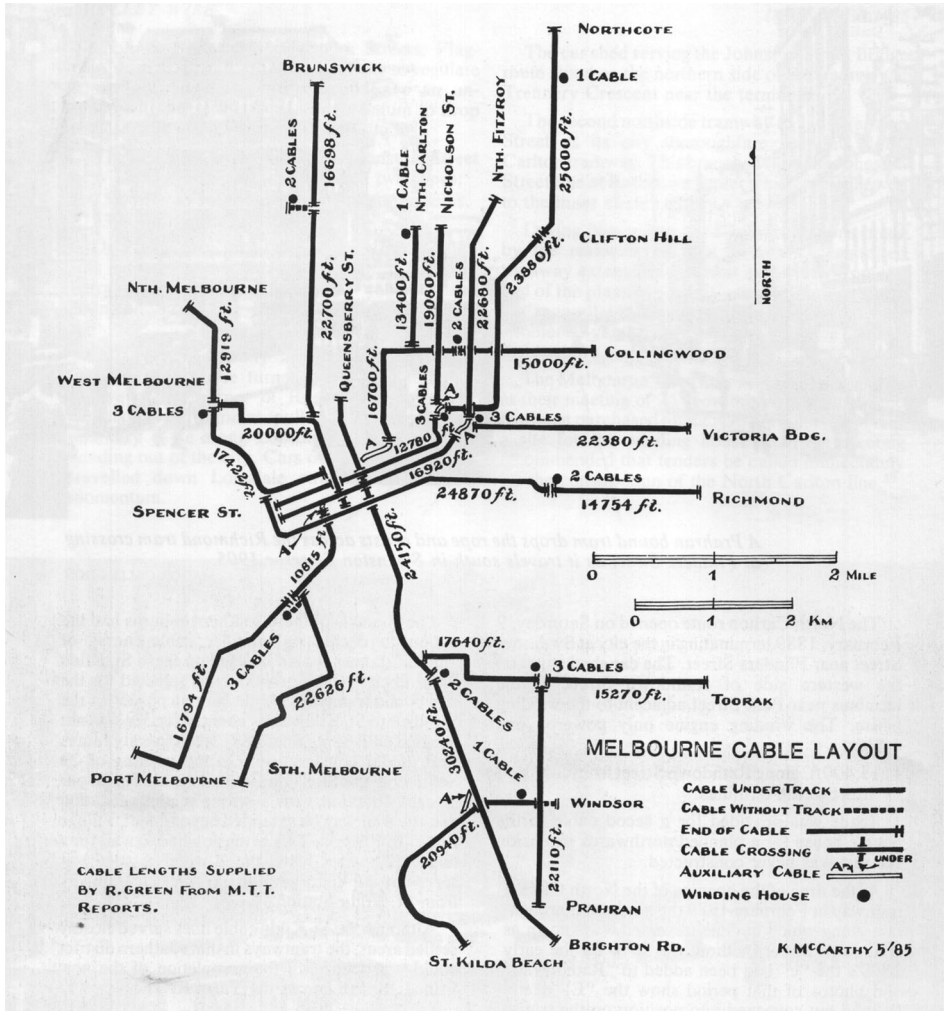 NORTHCOTE
1 CABLE
BRUNSWICK
2 CABLES
16698 ft.
1 CABLE
NTH. CARLTON
NICHOLSON ST.
NTH. FITZROY
25000 ft.
CLIFTON HILL
23880 ft.
NORTH
NTH. MELBOURNE
12919 ft.
22700 ft.
QUEENSBERRY ST.
13400 ft.
19080 ft.
2 CABLES
22680 ft.
COLLINGWOOD
15000 ft.
WEST MELBOURNE
3 CABLES
16700 ft.
3 CABLES
A
3 CABLES
20000 ft
A
12780 ft
A
22380 ft.
VICTORIA BDG.
17422 ft.
16920 ft.
24870 ft.
2 CABLES
14754 ft.
RICHMOND
SPENCER ST.
A
10815 ft
24150 ft.
0 1 2 MILE
0 1 2 KM
3 CABLES
16794 ft.
22626 ft.
17640 ft.
3 CABLES
15270 ft.
TOORAK
2 CABLES
30240 ft.
PORT MELBOURNE
STH. MELBOURNE
1 CABLE
WINDSOR
A
20940 ft.
22110 ft.
PRAHRAN
BRIGHTON RD.
ST. KILDA BEACH
MELBOURNE CABLE LAYOUT
CABLE UNDER TRACK
CABLE WITHOUT TRACK
END OF CABLE
CABLE CROSSING
UNDER
AUXILIARY CABLE A
WINDING HOUSE
CABLE LENGTHS SUPPLIED
BY R. GREEN FROM M.T.T.
REPORTS.
K. McCARTHY 5/85